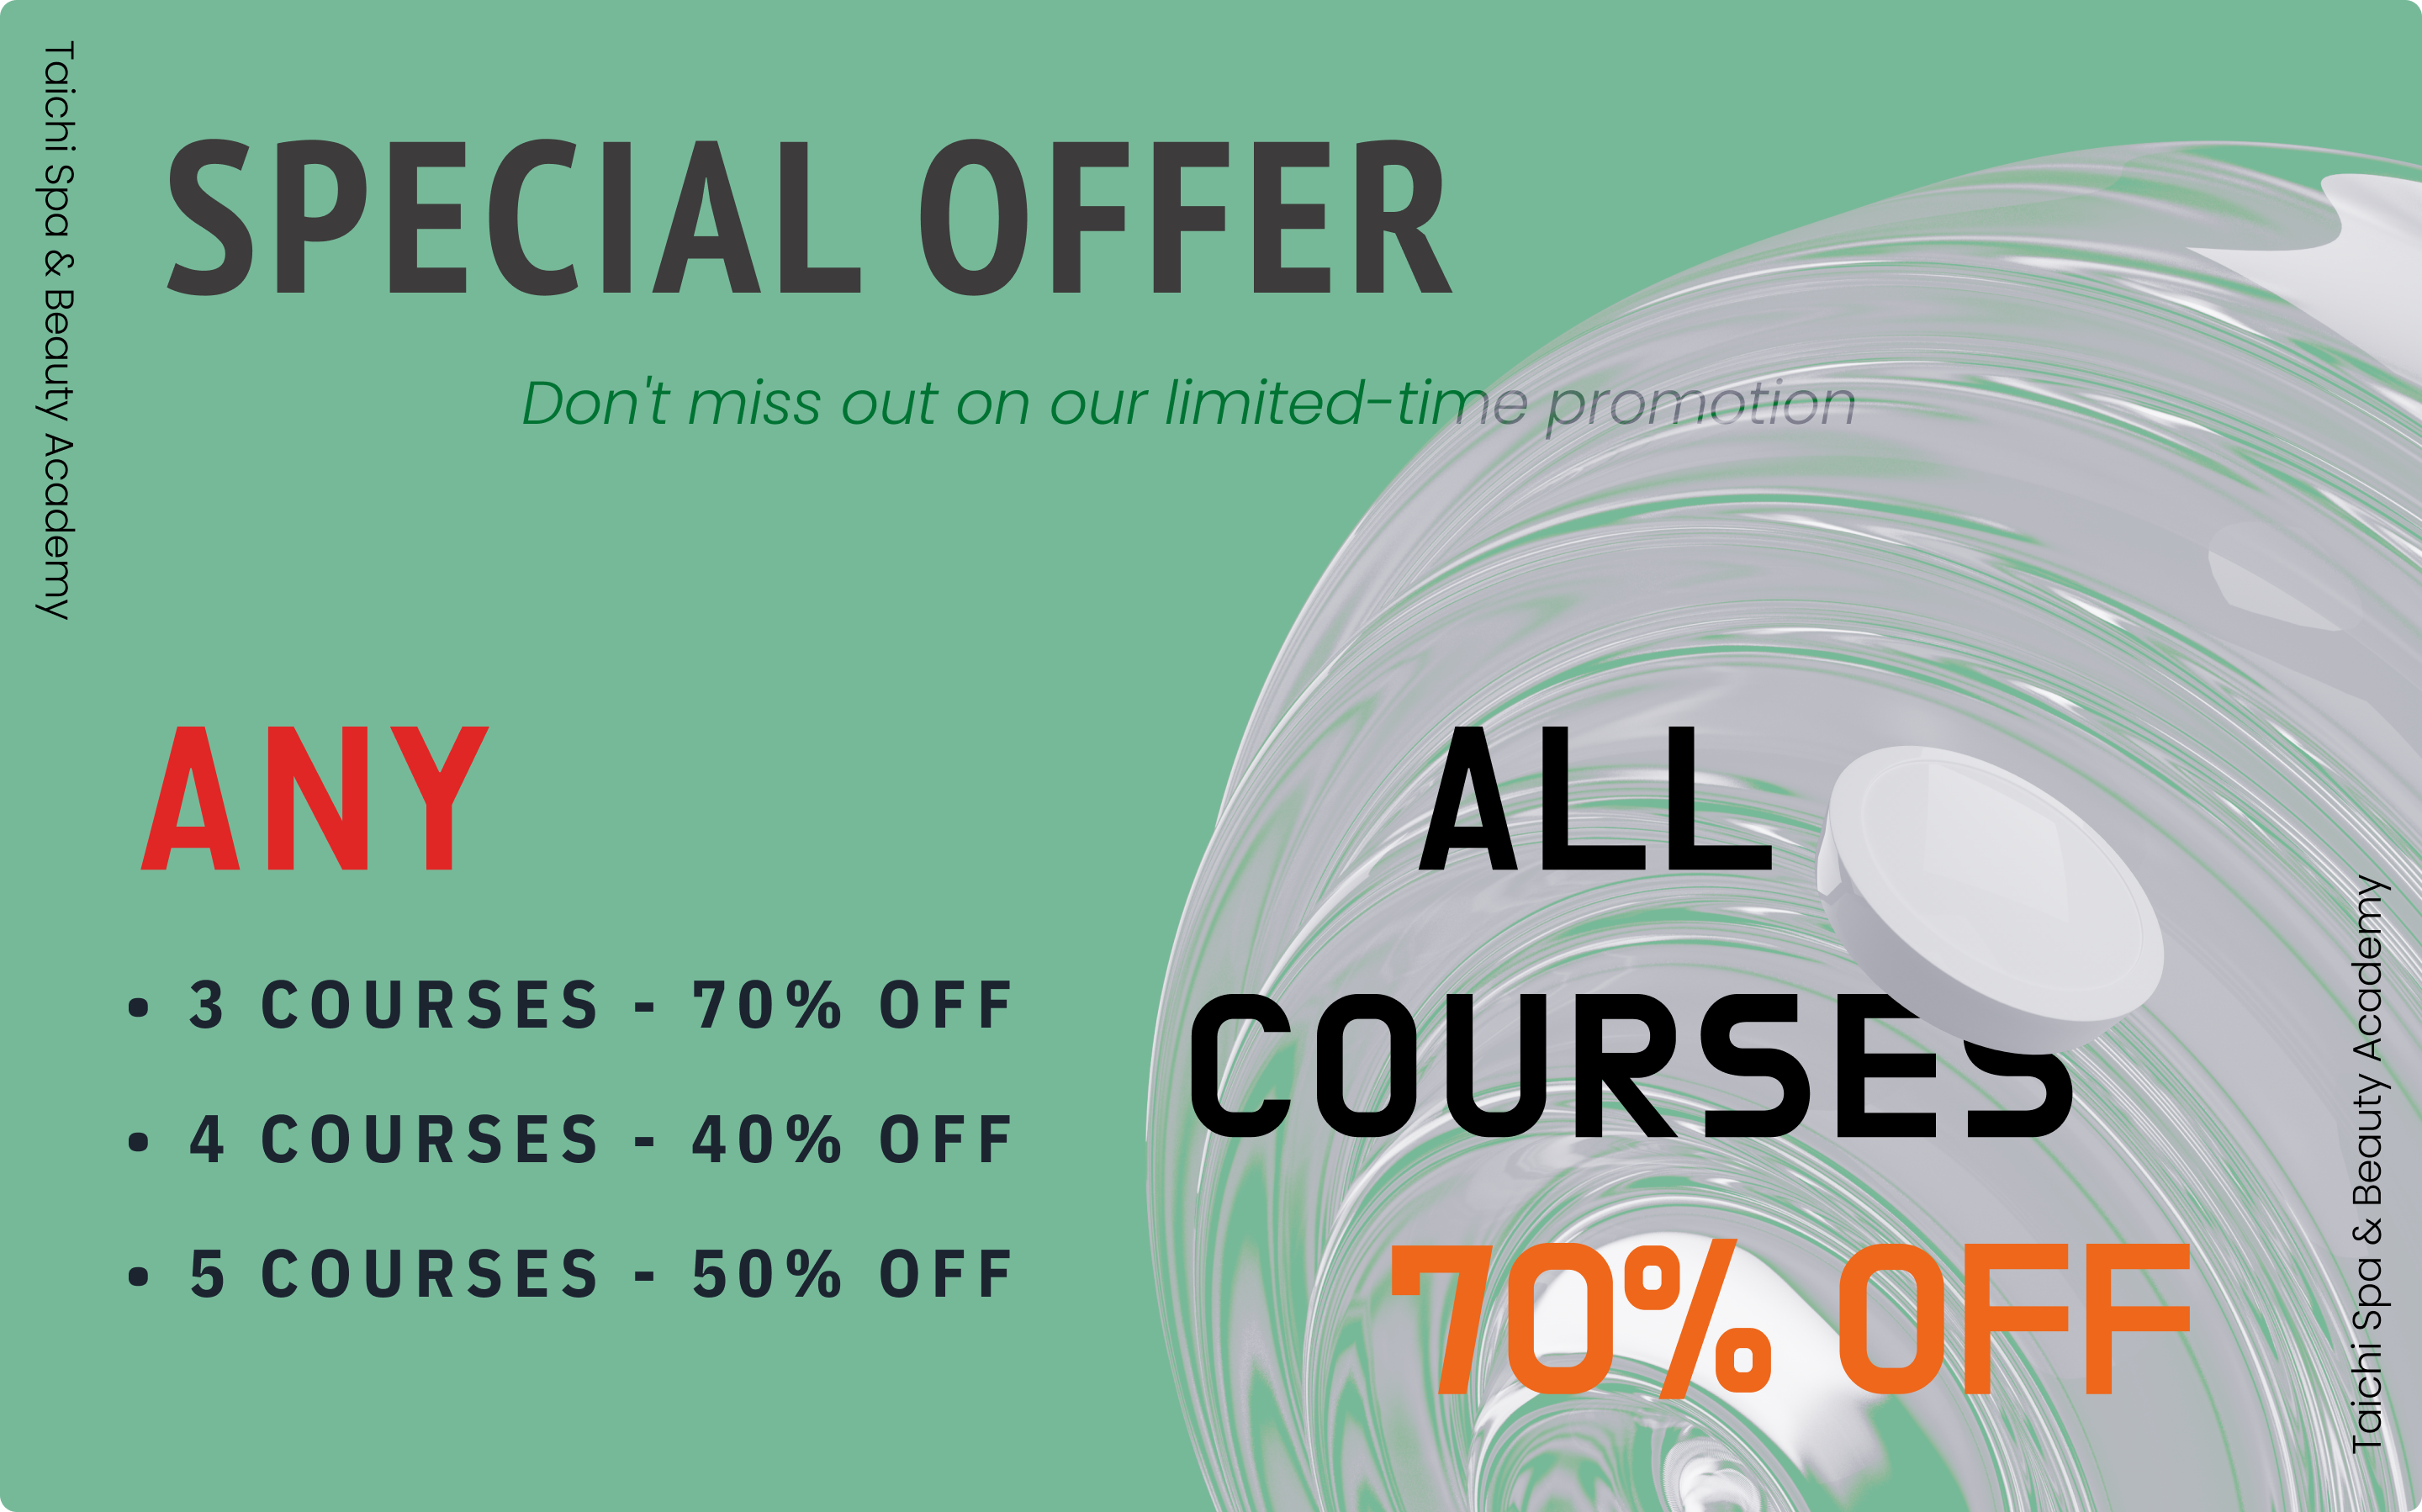 Taichi Spa & Beauty Academy
SPECIAL OFFER
Don't miss out on our limited-time promotion
ANY
• 3 COURSES - 70% OFF
• 4 COURSES - 40% OFF
• 5 COURSES - 50% OFF
ALL
COURSES
70% OFF
Taichi Spa & Beauty Academy